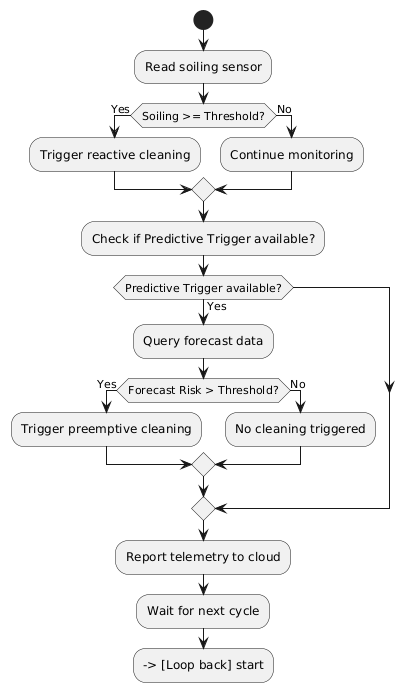 Read soiling sensor
Yes
Soiling >= Threshold?
No
Trigger reactive cleaning
Continue monitoring
Check if Predictive Trigger available?
Predictive Trigger available?
Yes
Query forecast data
Yes
Forecast Risk > Threshold?
No
Trigger preemptive cleaning
No cleaning triggered
Report telemetry to cloud
Wait for next cycle
-> [Loop back] start